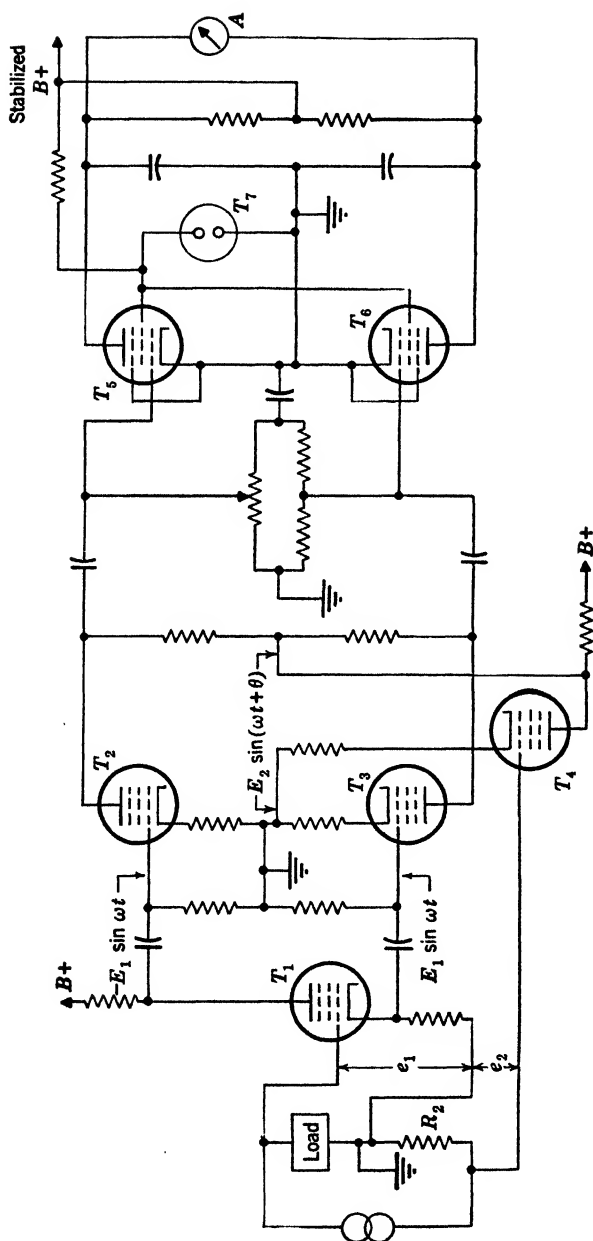 Stabilized
B+
A
T7
T5
T6
T2
E2 sin(ωt+θ)
T3
B+
T4
B+
-E1 sin ωt
T1
E1 sin ωt
e1
e2
Load
R2